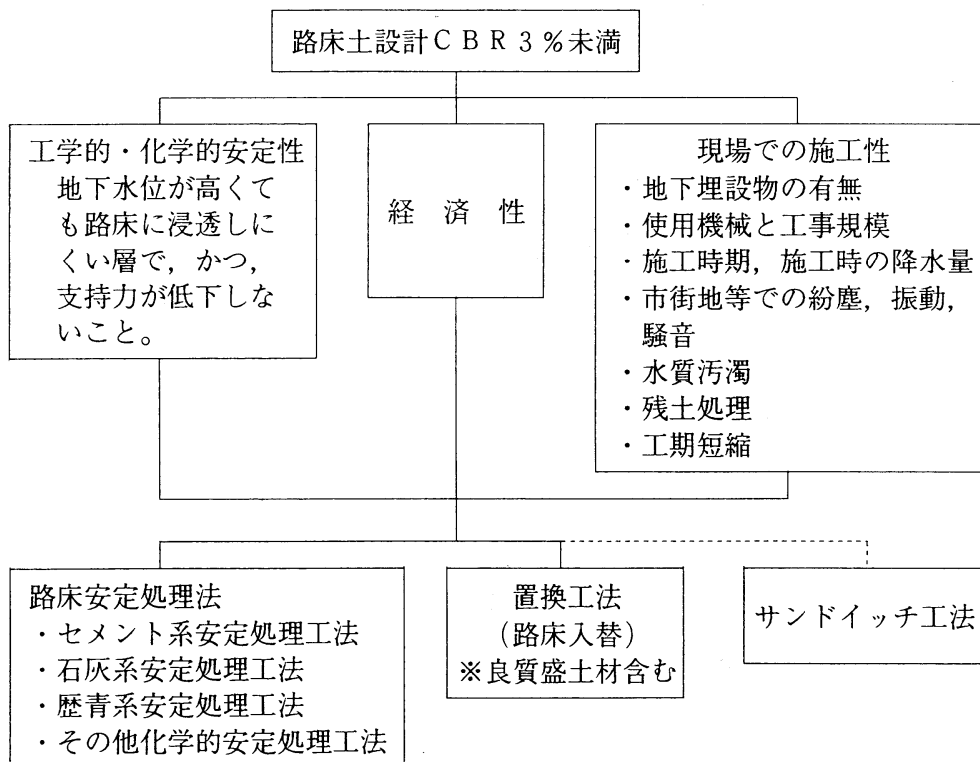 路床土設計ＣＢＲ３％未満
工学的・化学的安定性
地下水位が高くて
も路床に浸透しに
くい層で，かつ，
支持力が低下しな
いこと。
経済性
現場での施工性
・地下埋設物の有無
・使用機械と工事規模
・施工時期，施工時の降水量
・市街地等での紛塵，振動，
騒音
・水質汚濁
・残土処理
・工期短縮
路床安定処理法
・セメント系安定処理工法
・石灰系安定処理工法
・歴青系安定処理工法
・その他化学的安定処理工法
置換工法
（路床入替）
※良質盛土材含む
サンドイッチ工法